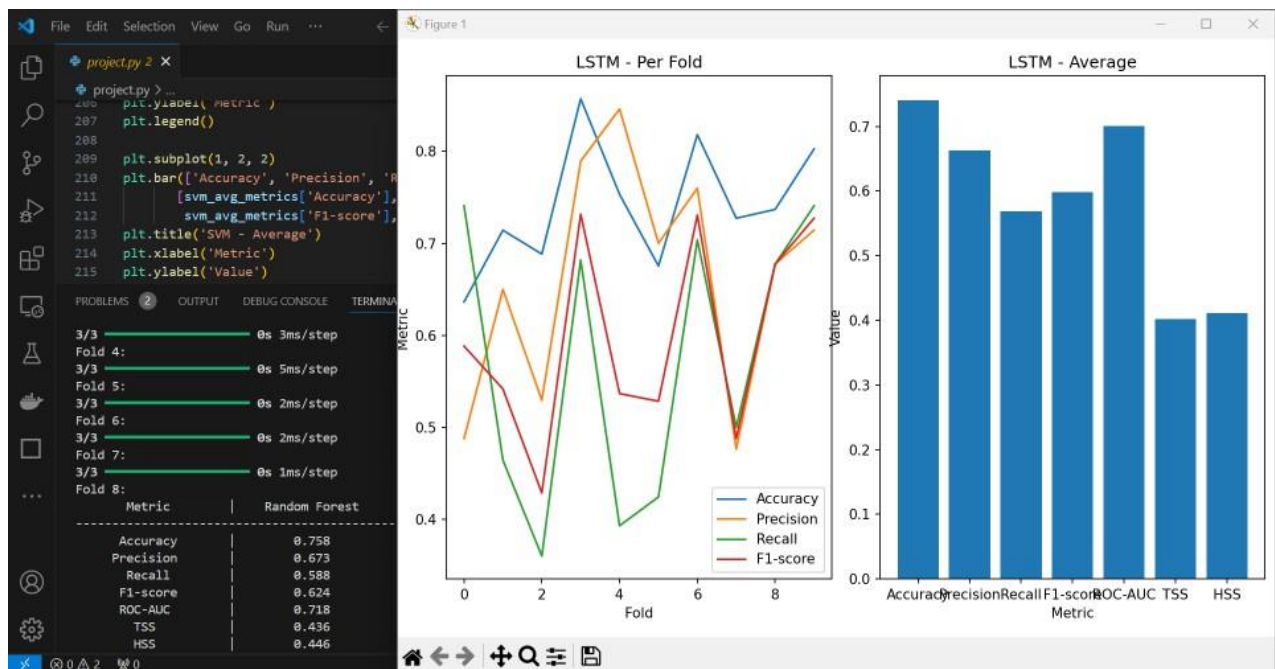 File Edit Selection View Go Run ...
project.py 2
project.py > ...
206 plt.ylabel('Metric')
207 plt.legend()
208
209 plt.subplot(1, 2, 2)
210 plt.bar(['Accuracy', 'Precision', 'R
211 [svm_avg_metrics['Accuracy'],
212 svm_avg_metrics['F1-score'],
213 plt.title('SVM - Average')
214 plt.xlabel('Metric')
215 plt.ylabel('Value')
PROBLEMS 2 OUTPUT DEBUG CONSOLE TERMINA
3/3 0s 3ms/step
Fold 4:
3/3 0s 5ms/step
Fold 5:
3/3 0s 2ms/step
Fold 6:
3/3 0s 2ms/step
Fold 7:
3/3 0s 1ms/step
Fold 8:
Metric | Random Forest
----------------------------------------
Accuracy | 0.758
Precision | 0.673
Recall | 0.588
F1-score | 0.624
ROC-AUC | 0.718
TSS | 0.436
HSS | 0.446
0 2 0
Figure 1
LSTM - Per Fold
Metric
0.8
0.7
0.6
0.5
0.4
0 2 4 6 8
Fold
Accuracy
Precision
Recall
F1-score
LSTM - Average
Value
0.7
0.6
0.5
0.4
0.3
0.2
0.1
0.0
Accuracy Precision Recall F1-score ROC-AUC TSS HSS
Metric